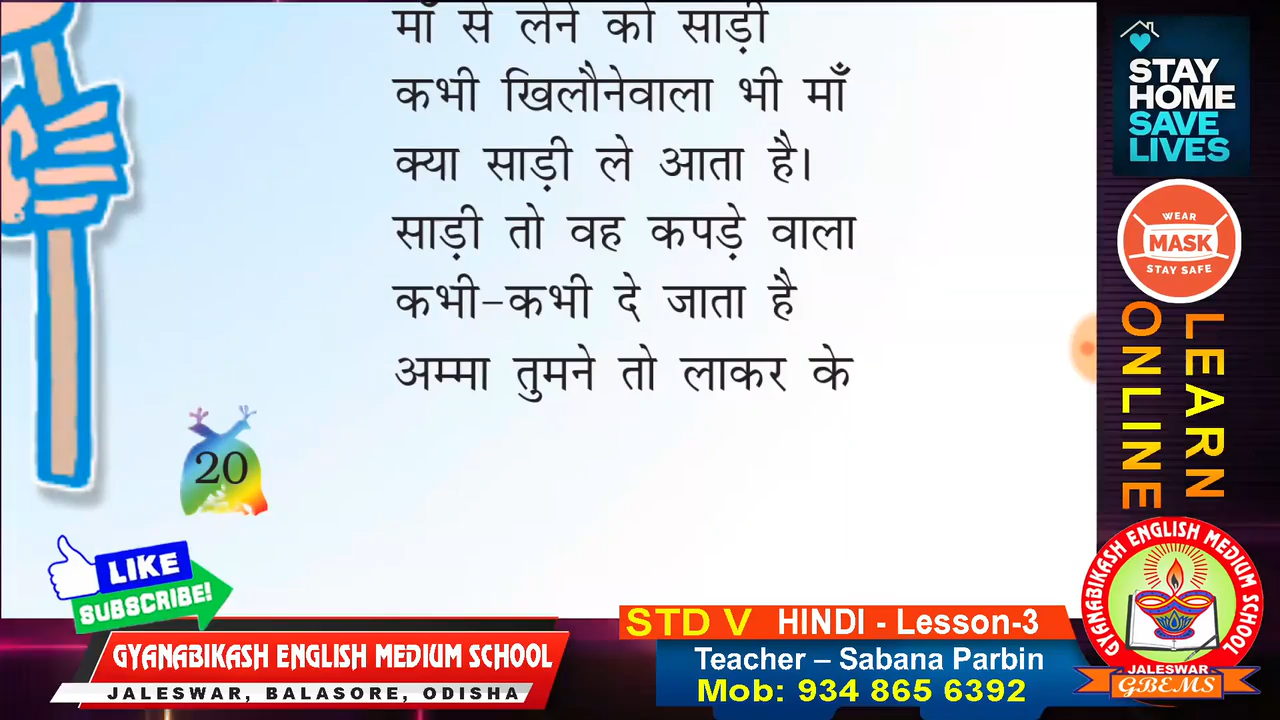 माँ से लेने को साड़ी
कभी खिलौनेवाला भी माँ
क्या साड़ी ले आता है।
साड़ी तो वह कपड़े वाला
कभी-कभी दे जाता है
अम्मा तुमने तो लाकर के
20
LIKE
SUBSCRIBE!
GYANABIKASH ENGLISH MEDIUM SCHOOL
JALESWAR, BALASORE, ODISHA
STD V HINDI - Lesson-3
Teacher – Sabana Parbin
Mob: 934 865 6392
STAY
HOME
SAVE
LIVES
WEAR
MASK
STAY SAFE
LEARN
ONLINE
GYANABIKASH ENGLISH MEDIUM SCHOOL
JALESWAR
GBEMS